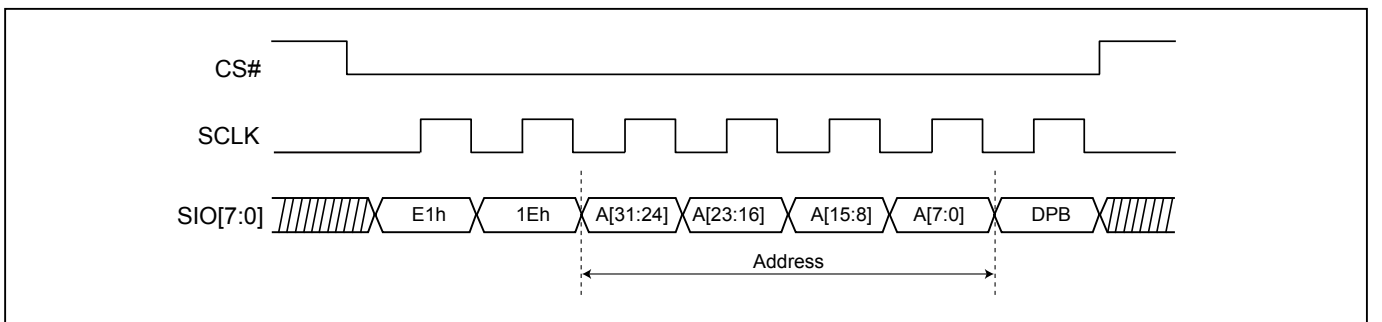 CS#
SCLK
SIO[7:0] E1h 1Eh A[31:24] A[23:16] A[15:8] A[7:0] DPB
Address